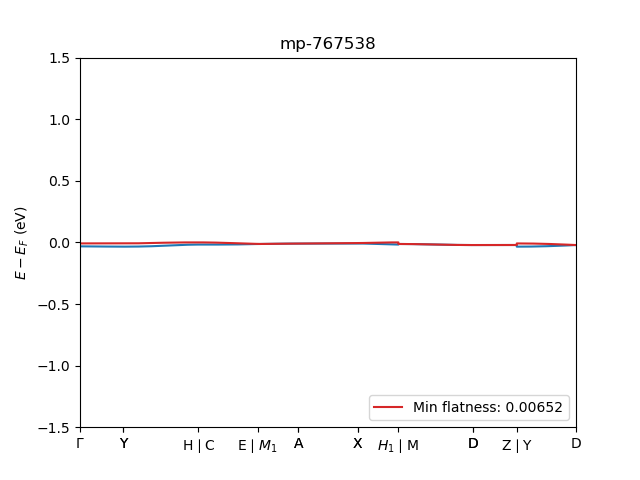 mp-767538
1.5
1.0
0.5
0.0
−0.5
−1.0
−1.5
E − E_F (eV)
Min flatness: 0.00652
Γ Y H | C E | M₁ A X H₁ | M D Z | Y D